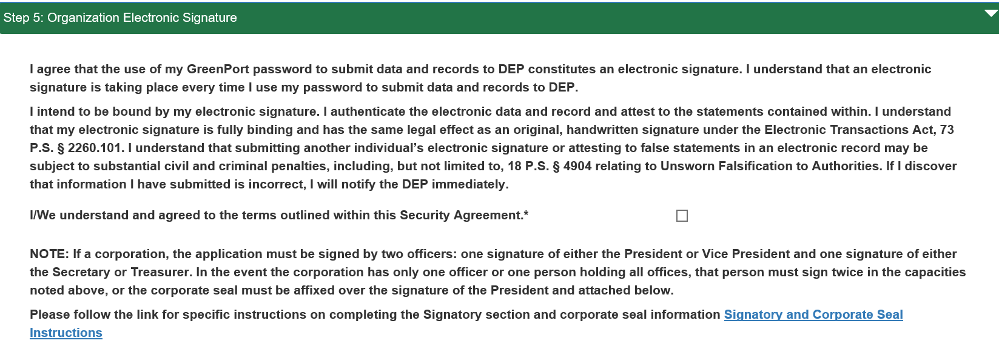 Step 5: Organization Electronic Signature
I agree that the use of my GreenPort password to submit data and records to DEP constitutes an electronic signature. I understand that an electronic
signature is taking place every time I use my password to submit data and records to DEP.
I intend to be bound by my electronic signature. I authenticate the electronic data and record and attest to the statements contained within. I understand
that my electronic signature is fully binding and has the same legal effect as an original, handwritten signature under the Electronic Transactions Act, 73
P.S. § 2260.101. I understand that submitting another individual’s electronic signature or attesting to false statements in an electronic record may be
subject to substantial civil and criminal penalties, including, but not limited to, 18 P.S. § 4904 relating to Unsworn Falsification to Authorities. If I discover
that information I have submitted is incorrect, I will notify the DEP immediately.
I/We understand and agreed to the terms outlined within this Security Agreement.*
NOTE: If a corporation, the application must be signed by two officers: one signature of either the President or Vice President and one signature of either
the Secretary or Treasurer. In the event the corporation has only one officer or one person holding all offices, that person must sign twice in the capacities
noted above, or the corporate seal must be affixed over the signature of the President and attached below.
Please follow the link for specific instructions on completing the Signatory section and corporate seal information Signatory and Corporate Seal
Instructions